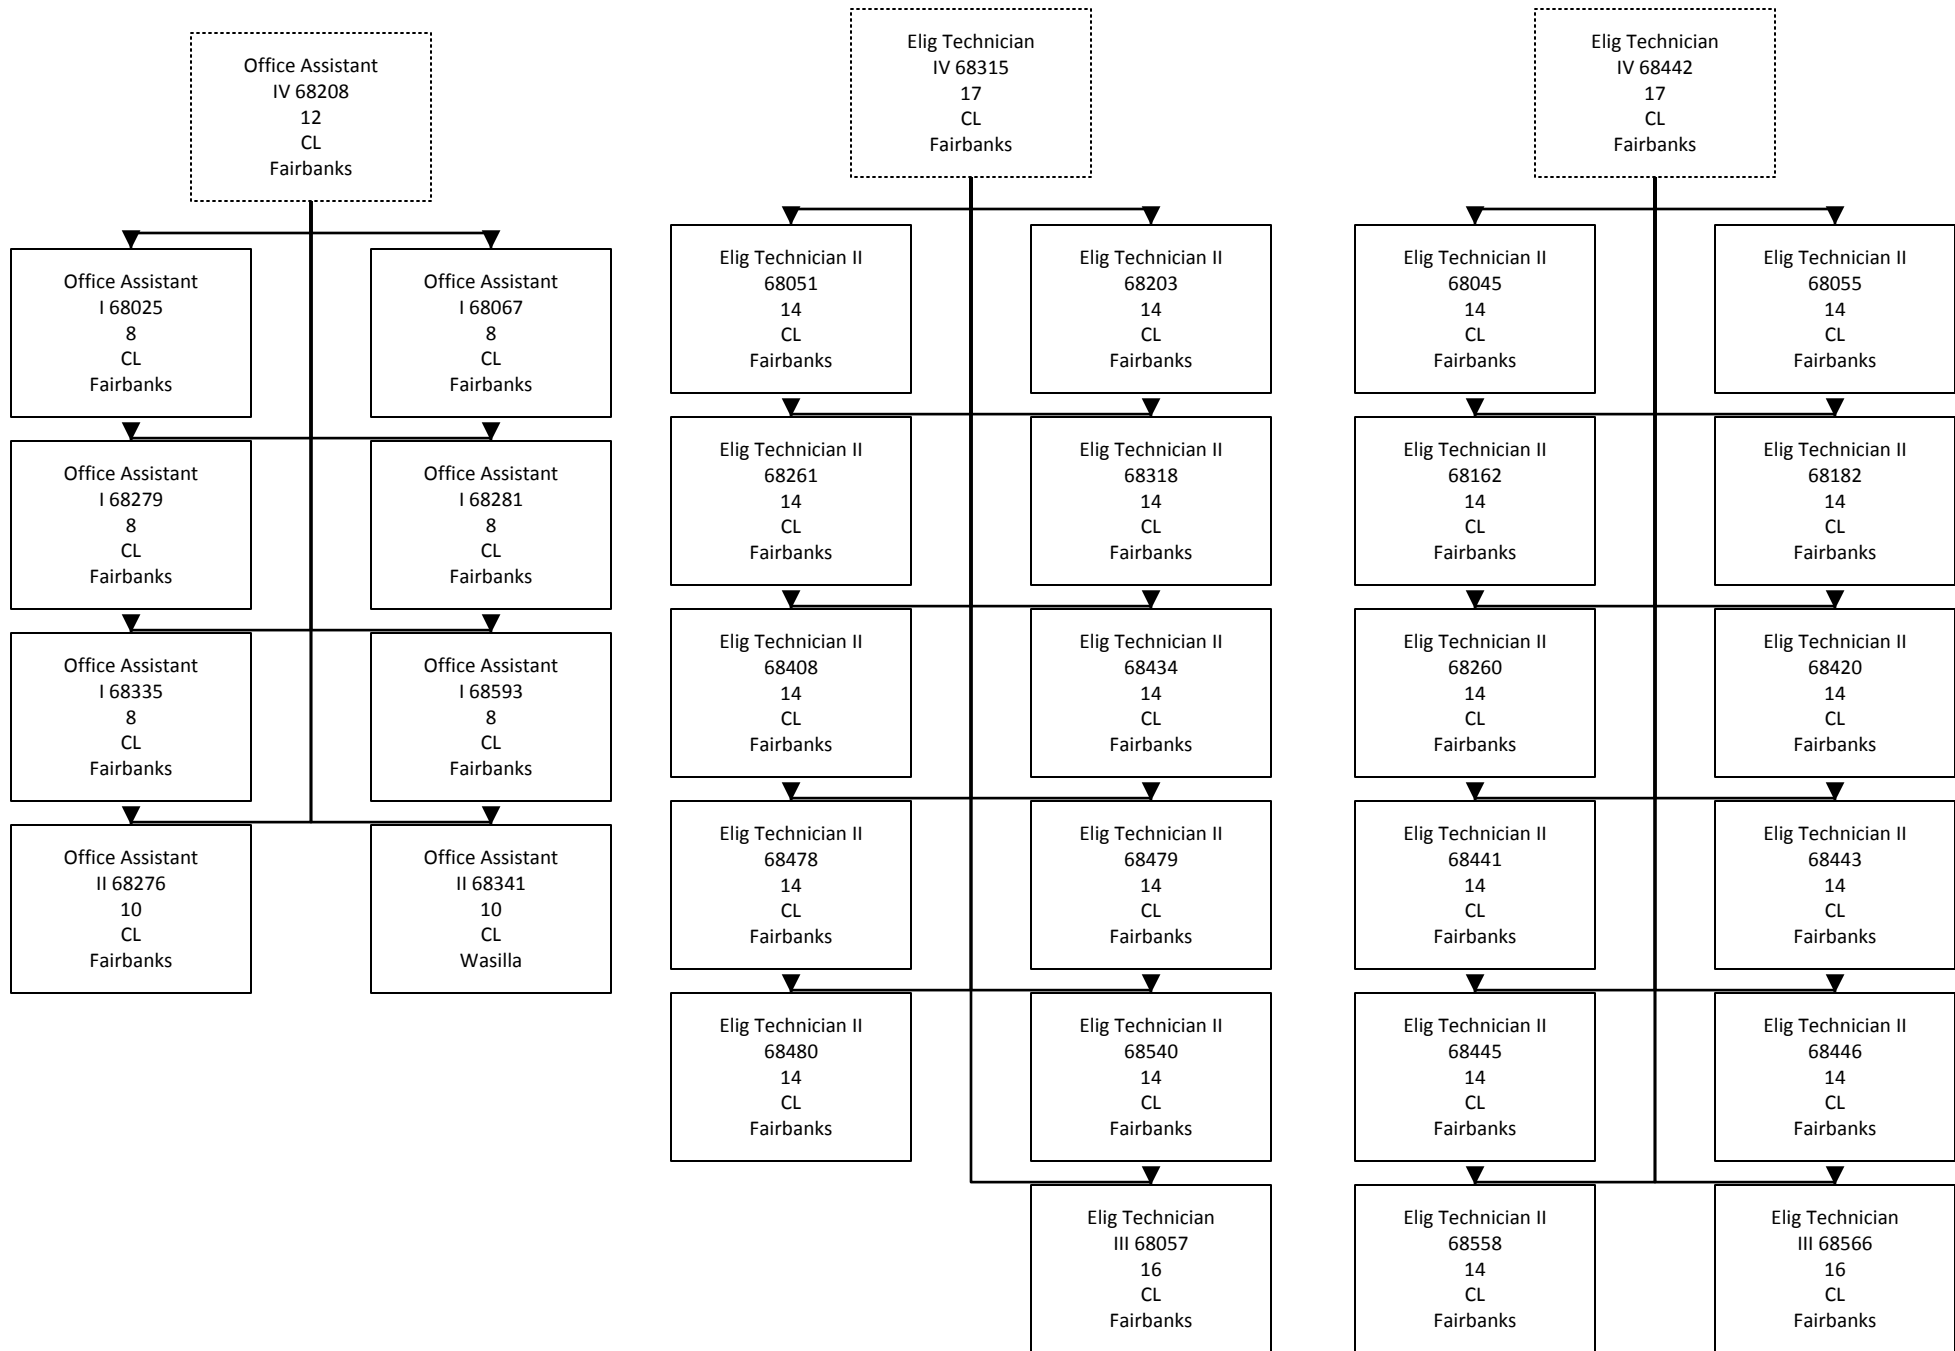 Office Assistant
IV 68208
12
CL
Fairbanks
Office Assistant
I 68025
8
CL
Fairbanks
Office Assistant
I 68067
8
CL
Fairbanks
Office Assistant
I 68279
8
CL
Fairbanks
Office Assistant
I 68281
8
CL
Fairbanks
Office Assistant
I 68335
8
CL
Fairbanks
Office Assistant
I 68593
8
CL
Fairbanks
Office Assistant
II 68276
10
CL
Fairbanks
Office Assistant
II 68341
10
CL
Wasilla
Elig Technician
IV 68315
17
CL
Fairbanks
Elig Technician II
68051
14
CL
Fairbanks
Elig Technician II
68203
14
CL
Fairbanks
Elig Technician II
68261
14
CL
Fairbanks
Elig Technician II
68318
14
CL
Fairbanks
Elig Technician II
68408
14
CL
Fairbanks
Elig Technician II
68434
14
CL
Fairbanks
Elig Technician II
68478
14
CL
Fairbanks
Elig Technician II
68479
14
CL
Fairbanks
Elig Technician II
68480
14
CL
Fairbanks
Elig Technician II
68540
14
CL
Fairbanks
Elig Technician
III 68057
16
CL
Fairbanks
Elig Technician
IV 68442
17
CL
Fairbanks
Elig Technician II
68045
14
CL
Fairbanks
Elig Technician II
68055
14
CL
Fairbanks
Elig Technician II
68162
14
CL
Fairbanks
Elig Technician II
68182
14
CL
Fairbanks
Elig Technician II
68260
14
CL
Fairbanks
Elig Technician II
68420
14
CL
Fairbanks
Elig Technician II
68441
14
CL
Fairbanks
Elig Technician II
68443
14
CL
Fairbanks
Elig Technician II
68445
14
CL
Fairbanks
Elig Technician II
68446
14
CL
Fairbanks
Elig Technician II
68558
14
CL
Fairbanks
Elig Technician
III 68566
16
CL
Fairbanks